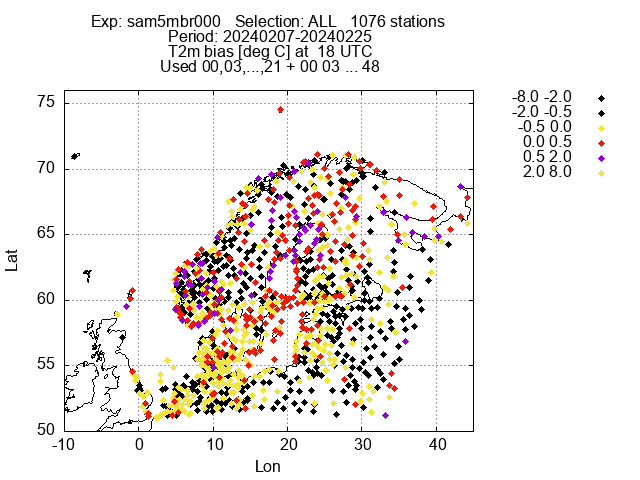 Exp: sam5mbr000   Selection: ALL   1076 stations
Period: 20240207-20240225
T2m bias [deg C] at  18 UTC
Used 00,03,...,21 + 00 03 ... 48
-8.0 -2.0
-2.0 -0.5
-0.5 0.0
0.0 0.5
0.5 2.0
2.0 8.0
75
70
65
60
55
50
Lat
-10 0 10 20 30 40
Lon